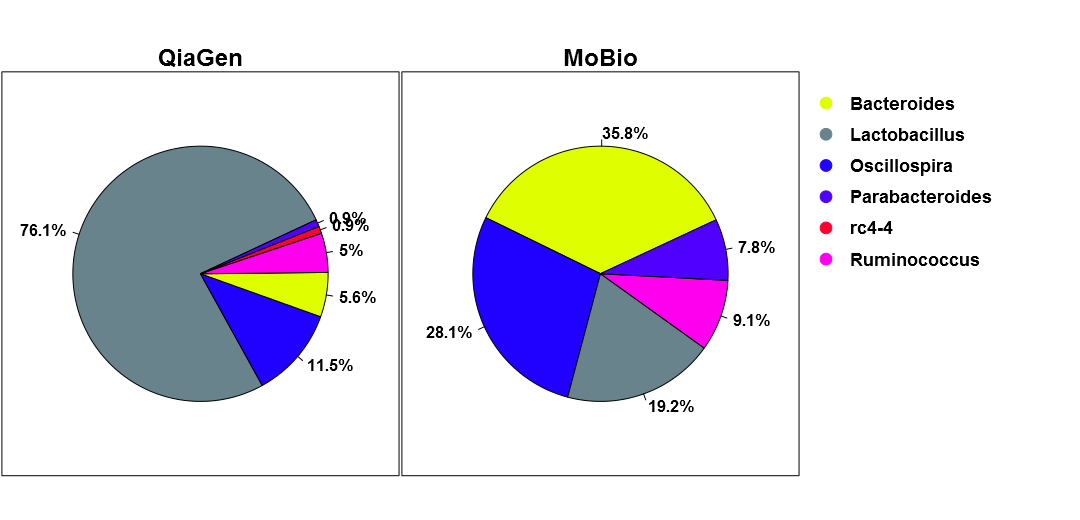 QiaGen
MoBio
76.1%
0.9%
0.9%
5%
5.6%
11.5%
35.8%
7.8%
9.1%
28.1%
19.2%
Bacteroides
Lactobacillus
Oscillospira
Parabacteroides
rc4-4
Ruminococcus